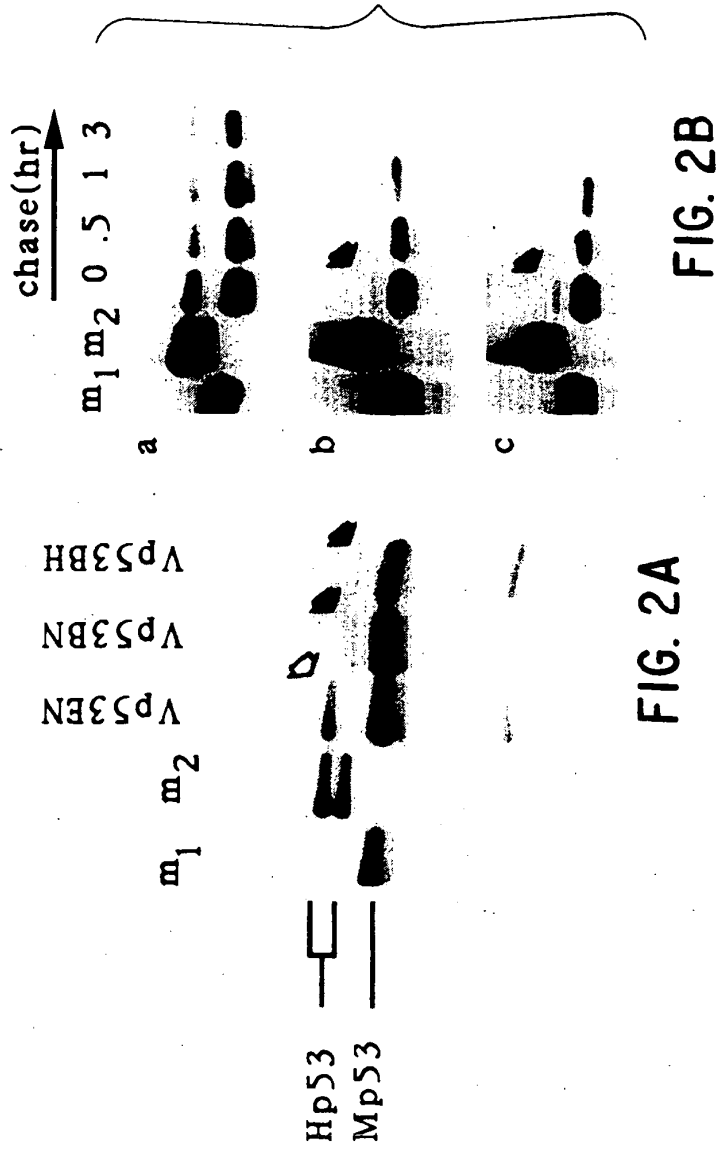 Hp53
Mp53
m1 m2
Vp53EN
Vp53BN
Vp53BH
FIG. 2A
chase(hr)
m1 m2 0 .5 1 3
a
b
c
FIG. 2B